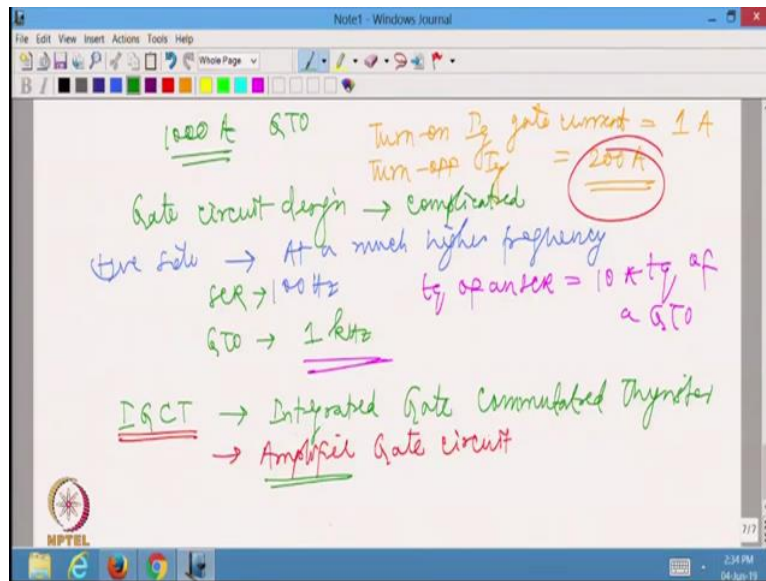 Note1 - Windows Journal
File Edit View Insert Actions Tools Help
Whole Page
B I
1000 A GTO
Turn-on Ig gate current = 1 A
Turn-off Ig = 200 A
Gate circuit design → complicated
+ve side → At a much higher frequency
SCR → 100 Hz
tq of an SCR = 10 * tq of a GTO
GTO → 1 kHz
IGCT → Integrated Gate Commutated Thyristor
→ Amplified Gate circuit
NPTEL
7/7
2:34 PM
04-Jun-19